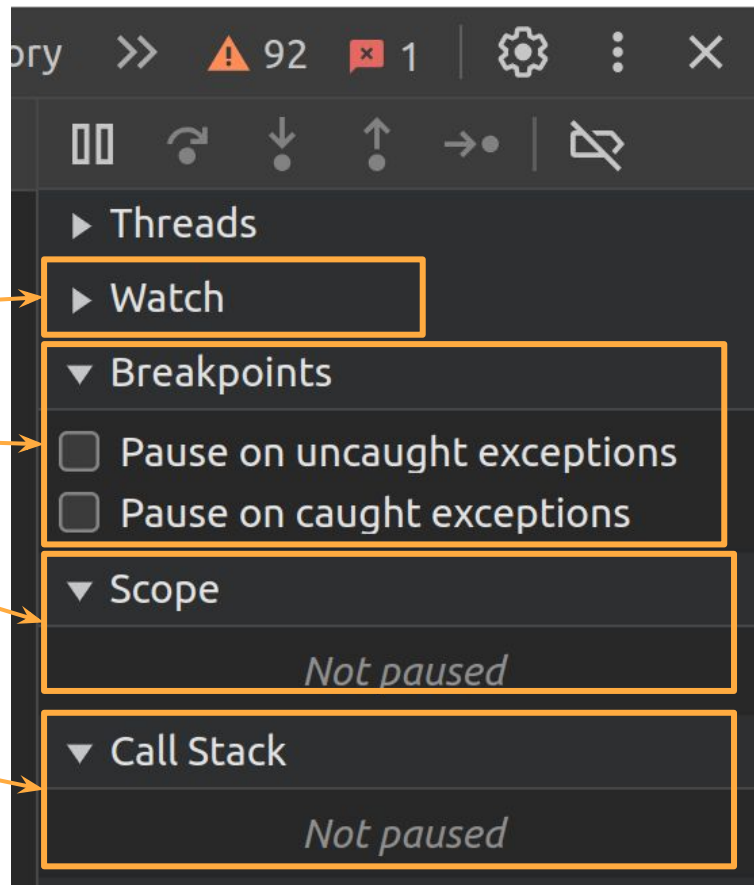 ory 92 1
Threads
Watch
Breakpoints
Pause on uncaught exceptions
Pause on caught exceptions
Scope
Not paused
Call Stack
Not paused